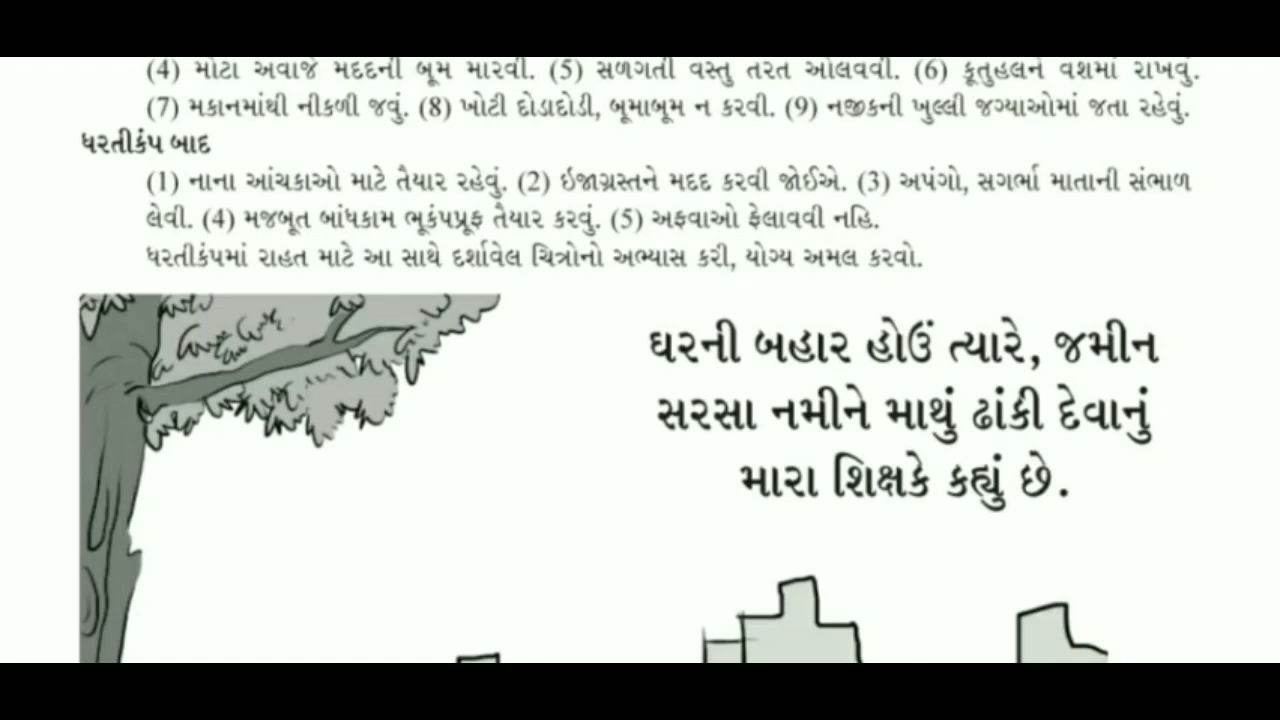 (4) મોટા અવાજે મદદની બૂમ મારવી. (5) સળગતી વસ્તુ તરત ઓલવવી. (6) કૂતુહલને વશમાં રાખવું.
(7) મકાનમાંથી નીકળી જવું. (8) ખોટી દોડાદોડી, બૂમાબૂમ ન કરવી. (9) નજીકની ખુલ્લી જગ્યાઓમાં જતા રહેવું.
ધરતીકંપ બાદ
(1) નાના આંચકાઓ માટે તૈયાર રહેવું. (2) ઇજાગ્રસ્તને મદદ કરવી જોઈએ. (3) અપંગો, સગર્ભા માતાની સંભાળ
લેવી. (4) મજબૂત બાંધકામ ભૂકંપપ્રૂફ તૈયાર કરવું. (5) અફવાઓ ફેલાવવી નહિ.
ધરતીકંપમાં રાહત માટે આ સાથે દર્શાવેલ ચિત્રોનો અભ્યાસ કરી, યોગ્ય અમલ કરવો.
ઘરની બહાર હોઉં ત્યારે, જમીન
સરસા નમીને માથું ઢાંકી દેવાનું
મારા શિક્ષકે કહ્યું છે.